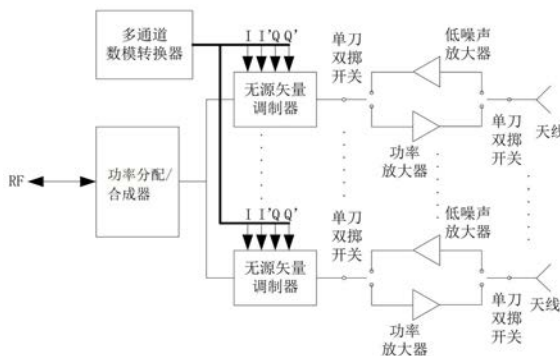 多通道
数模转换器
I I'Q Q'
单刀
双掷
开关
低噪声
放大器
无源矢量
调制器
功率
放大器
单刀
双掷
开关
天线
RF
功率分配/
合成器
I I'Q Q'
单刀
双掷
开关
低噪声
放大器
无源矢量
调制器
功率
放大器
单刀
双掷
开关
天线